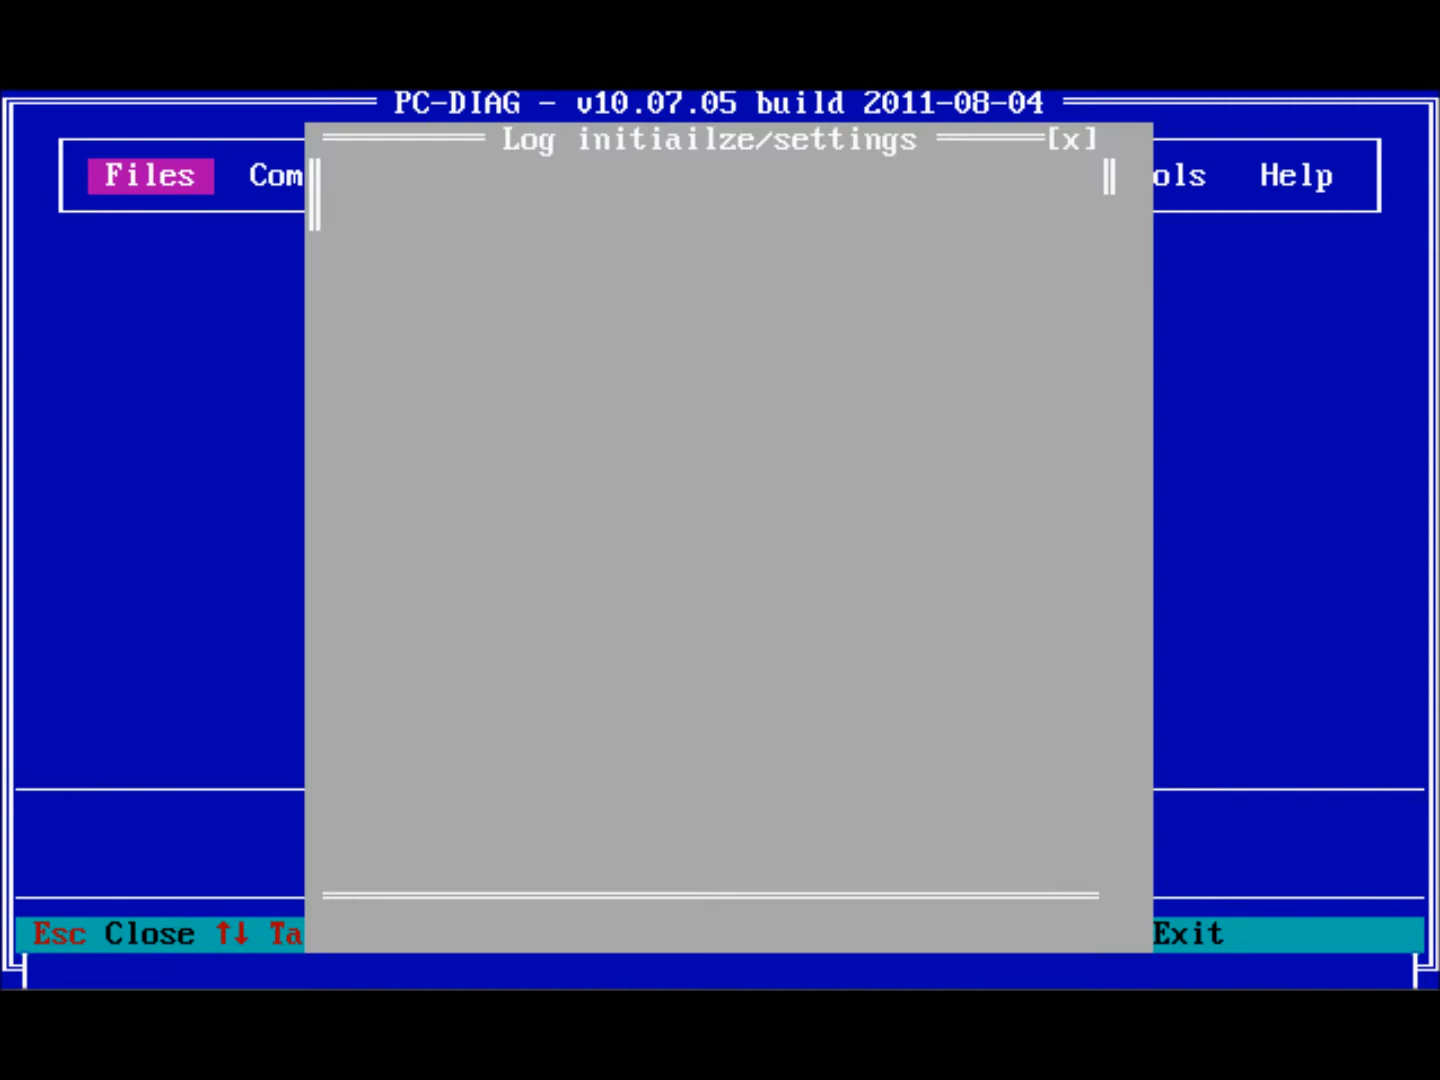 PC-DIAG - v10.07.05 build 2011-08-04
Log initiailze/settings [x]
Files Com ols Help
Esc Close ↑↓ Ta Exit